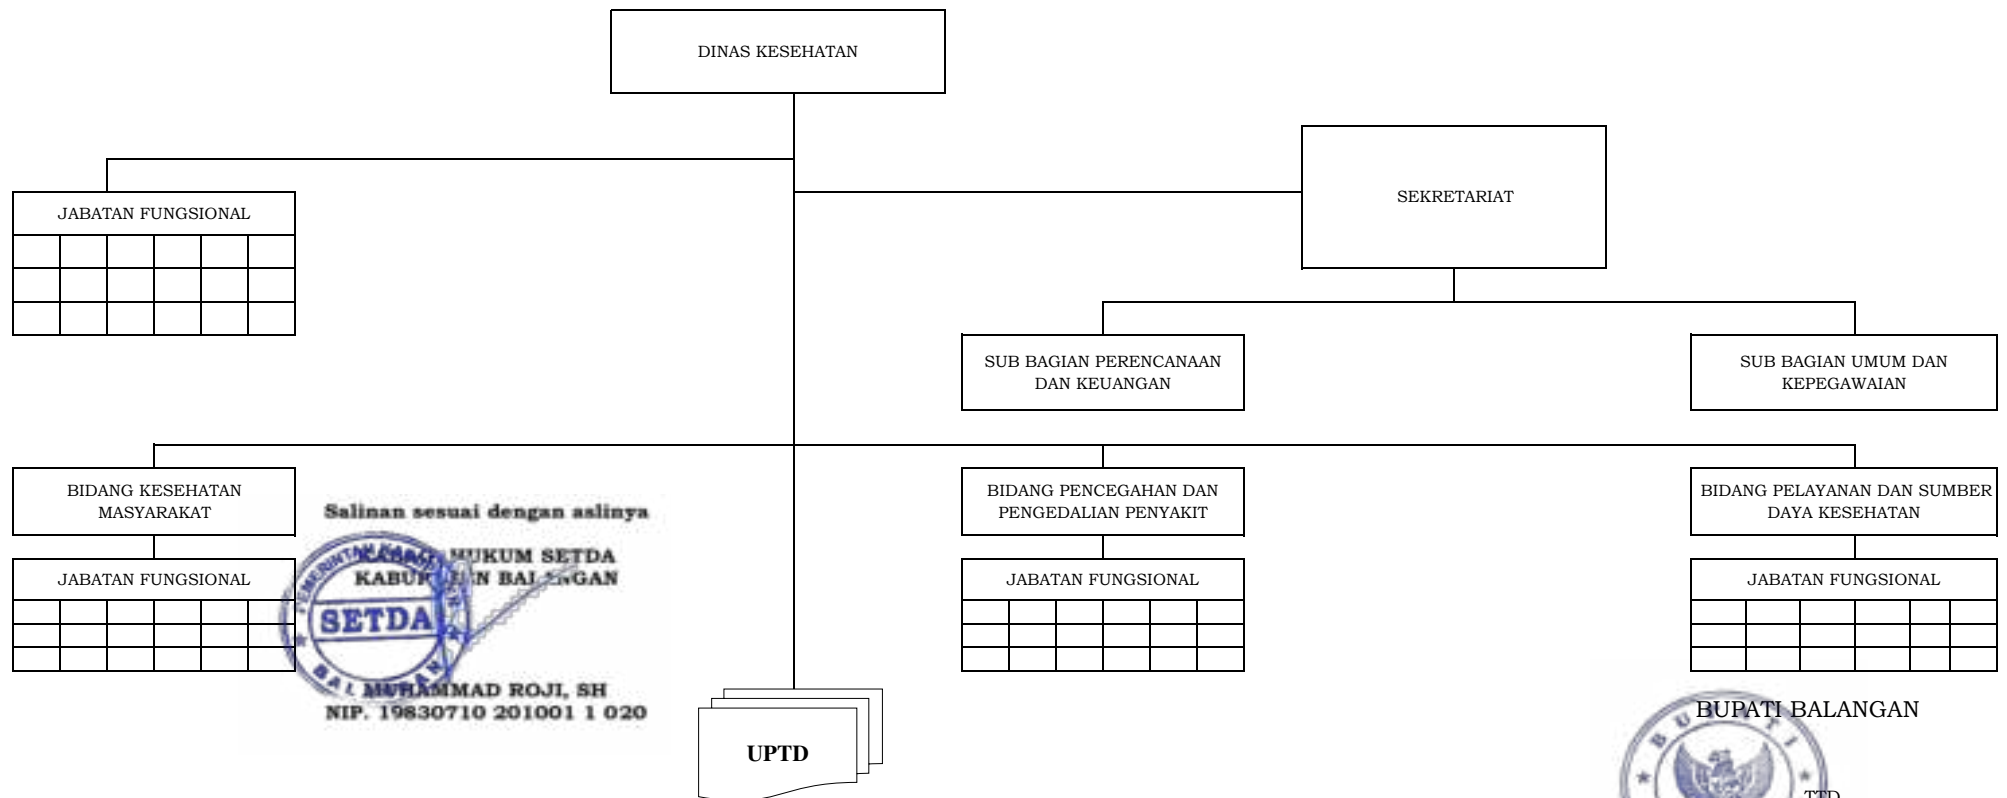 DINAS KESEHATAN
SEKRETARIAT
JABATAN FUNGSIONAL
SUB BAGIAN PERENCANAAN
DAN KEUANGAN
SUB BAGIAN UMUM DAN
KEPEGAWAIAN
BIDANG KESEHATAN
MASYARAKAT
BIDANG PENCEGAHAN DAN
PENGEDALIAN PENYAKIT
BIDANG PELAYANAN DAN SUMBER
DAYA KESEHATAN
JABATAN FUNGSIONAL
JABATAN FUNGSIONAL
JABATAN FUNGSIONAL
Salinan sesuai dengan aslinya
HUKUM SETDA
SETDA
MUHAMMAD ROJI, SH
NIP. 19830710 201001 1 020
UPTD
BUPATI BALANGAN
BUPATI
TTD